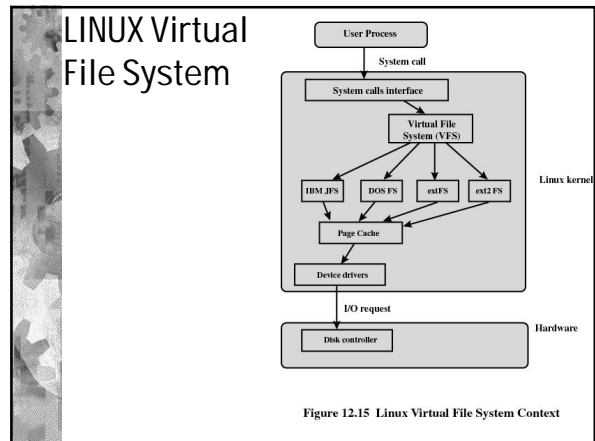 LINUX Virtual
File System
User Process
System call
System calls interface
Virtual File
System (VFS)
Linux kernel
IBM JFS
DOS FS
extFS
ext2 FS
Page Cache
Device drivers
I/O request
Hardware
Disk controller
Figure 12.15 Linux Virtual File System Context